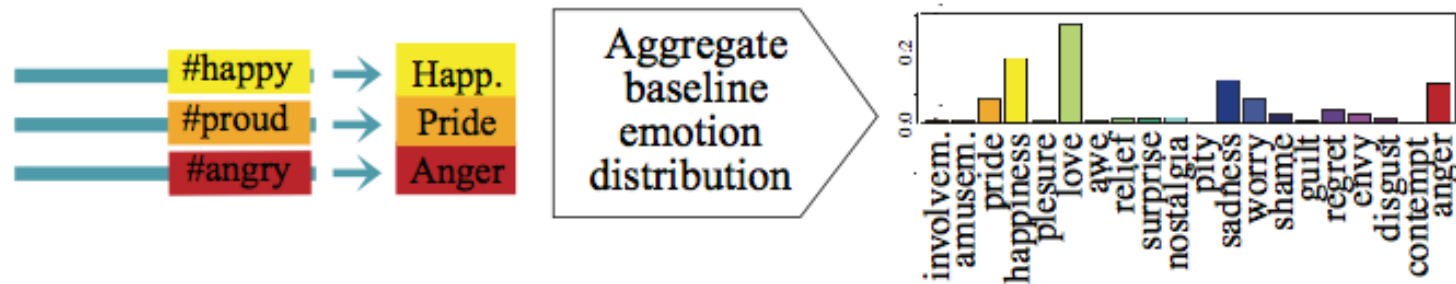 #happy
Happ.
#proud
Pride
#angry
Anger
Aggregate
baseline
emotion
distribution
0.2
0.0
involvem.
amusem.
pride
happiness
plesure
love
awe
relief
surprise
nostalgia
pity
sadness
worry
shame
guilt
regret
envy
disgust
contempt
anger